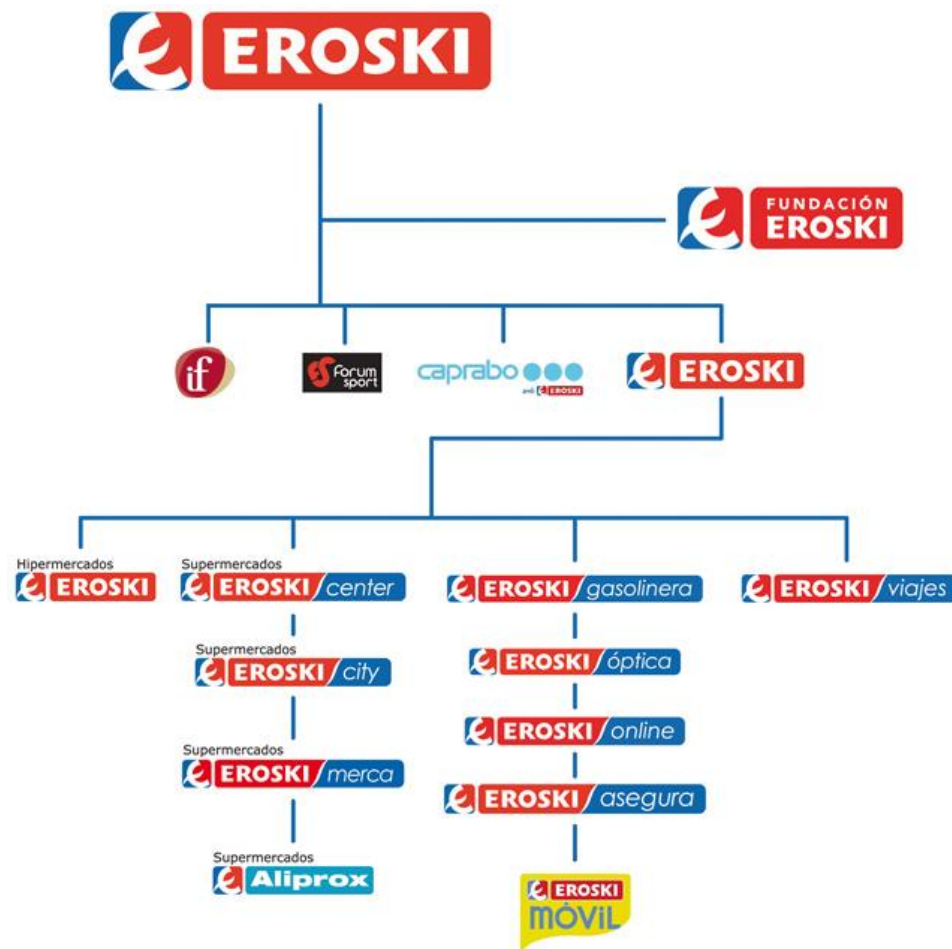 EROSKI
FUNDACIÓN
EROSKI
if
Forum
sport
caprabo
amb EROSKI
EROSKI
Hipermercados
EROSKI
Supermercados
EROSKI/center
EROSKI/gasolinera
EROSKI/viajes
Supermercados
EROSKI/city
EROSKI/óptica
EROSKI/online
Supermercados
EROSKI/merca
EROSKI/asegura
Supermercados
Aliprox
EROSKI
MÓViL